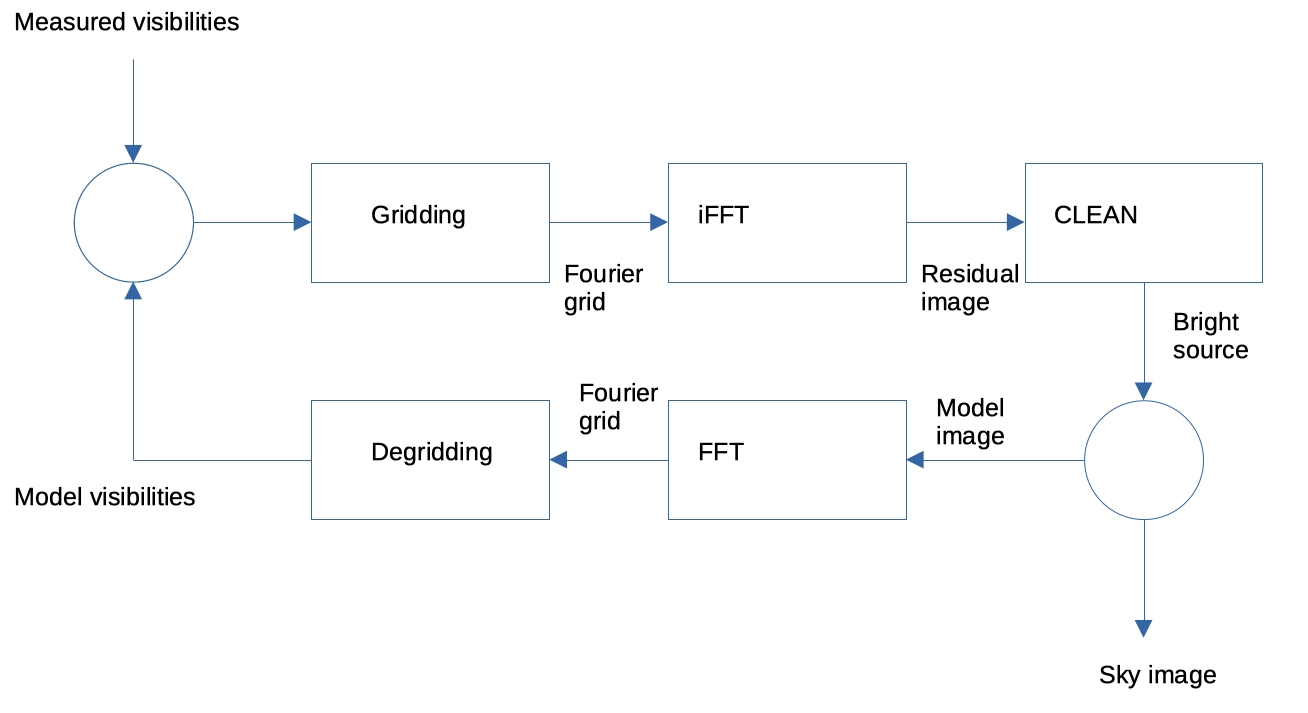 Measured visibilities
Gridding
iFFT
CLEAN
Fourier
grid
Residual
image
Bright
source
Fourier
grid
Model
image
Degridding
FFT
Model visibilities
Sky image